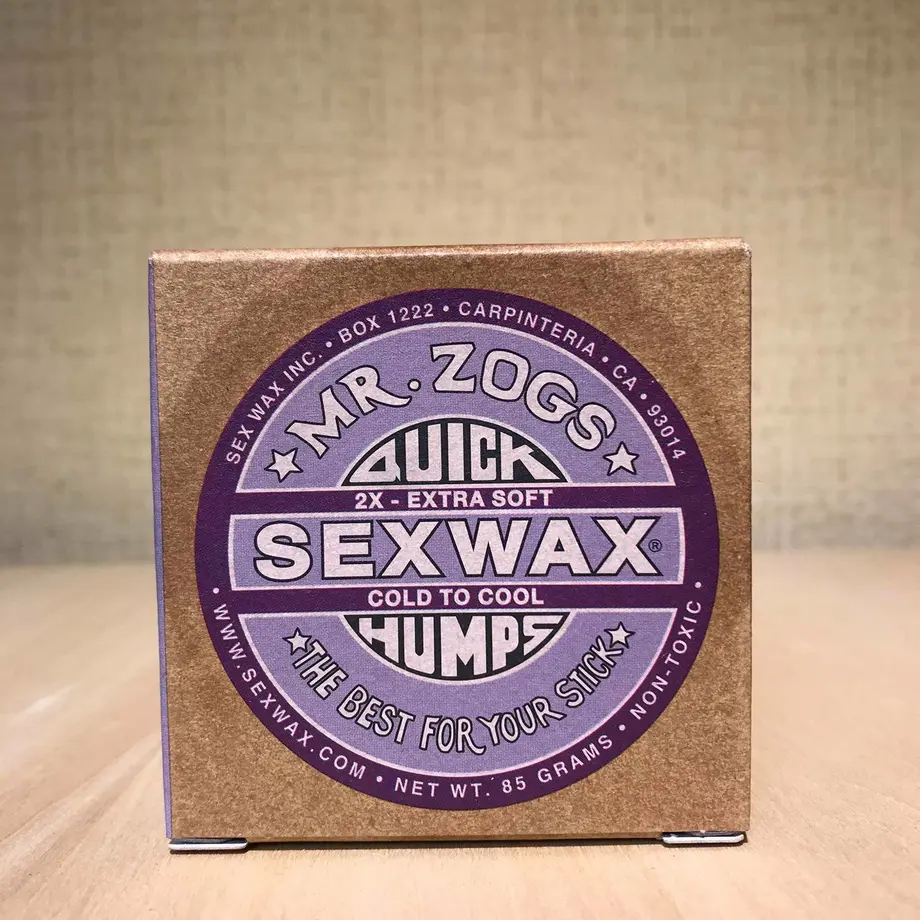 SEX WAX INC. • BOX 1222 • CARPINTERIA • CA • 93014
MR. ZOGS
QUICK
2X - EXTRA SOFT
SEXWAX®
COLD TO COOL
HUMPS
THE BEST FOR YOUR STICK
• WWW.SEXWAX.COM • NET WT. 85 GRAMS • NON-TOXIC •